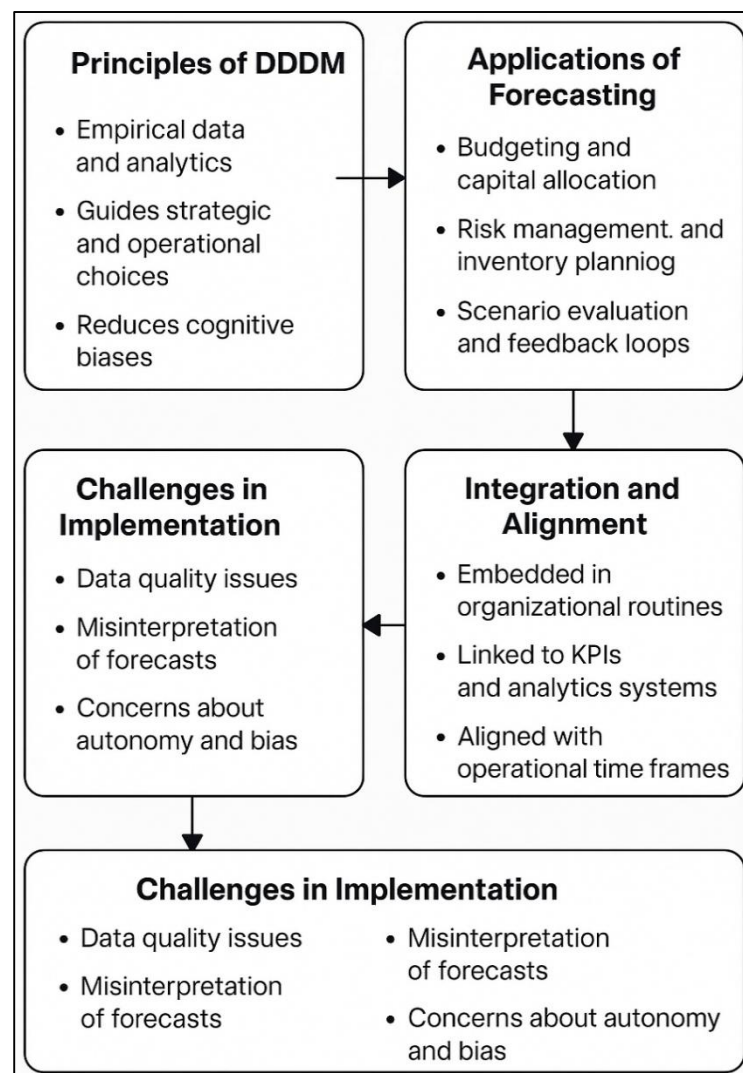 Principles of DDDM
• Empirical data
and analytics
• Guides strategic
and operational
choices
• Reduces cognitive
biases
Applications of
Forecasting
• Budgeting and
capital allocation
• Risk management. and
inventory planniog
• Scenario evaluation
and feedback loops
Integration and
Alignment
• Embedded in
organizational routines
• Linked to KPIs
and analytics systems
• Aligned with
operational time frames
Challenges in
Implementation
• Data quality issues
• Misinterpretation
of forecasts
• Concerns about
autonomy and bias
Challenges in Implementation
• Data quality issues
• Misinterpretation
of forecasts
• Misinterpretation
of forecasts
• Concerns about autonomy
and bias